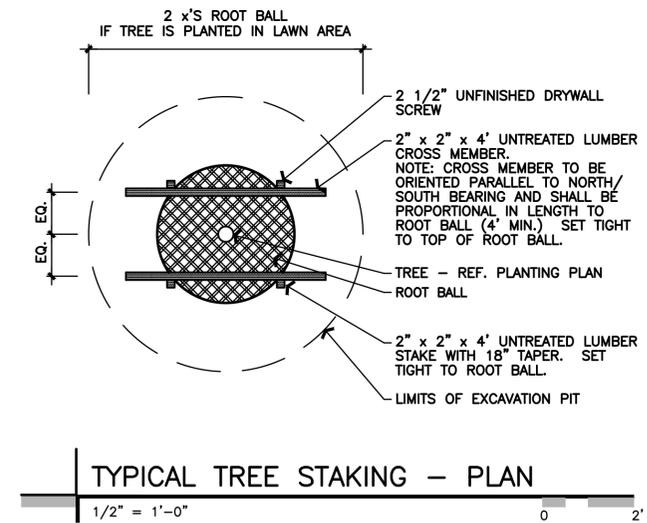 2 x'S ROOT BALL
IF TREE IS PLANTED IN LAWN AREA
2 1/2" UNFINISHED DRYWALL
SCREW
2" x 2" x 4' UNTREATED LUMBER
CROSS MEMBER.
NOTE: CROSS MEMBER TO BE
ORIENTED PARALLEL TO NORTH/
SOUTH BEARING AND SHALL BE
PROPORTIONAL IN LENGTH TO
ROOT BALL (4' MIN.) SET TIGHT
TO TOP OF ROOT BALL.
EQ.
EQ.
TREE – REF. PLANTING PLAN
ROOT BALL
2" x 2" x 4' UNTREATED LUMBER
STAKE WITH 18" TAPER. SET
TIGHT TO ROOT BALL.
LIMITS OF EXCAVATION PIT
TYPICAL TREE STAKING – PLAN
1/2" = 1'-0"
0 2'